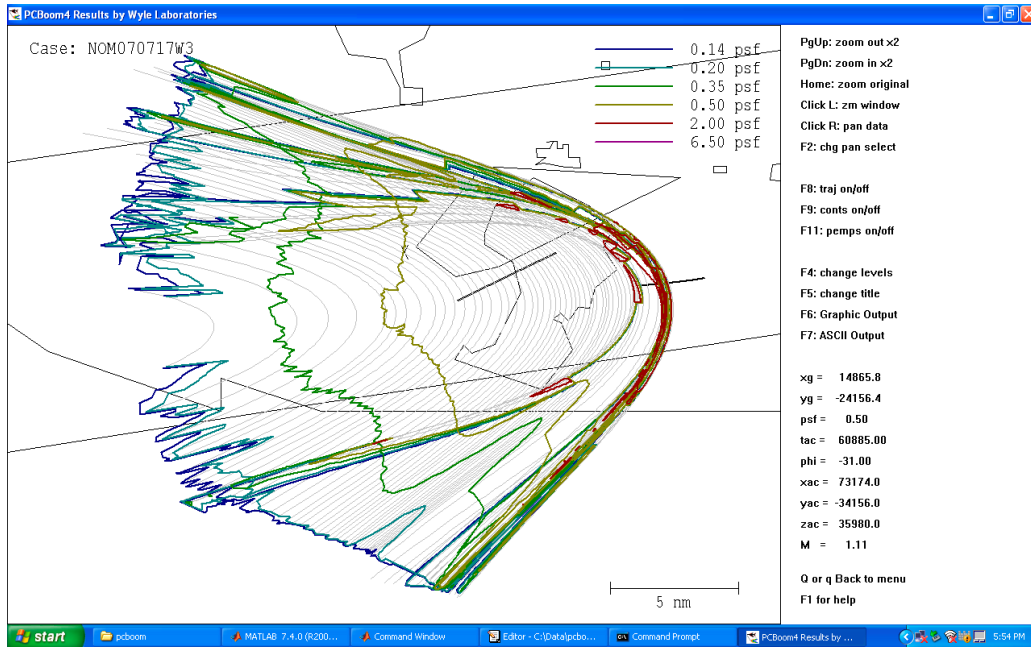 PCBoom4 Results by Wyle Laboratories
Case: NOM070717W3
0.14 psf
0.20 psf
0.35 psf
0.50 psf
2.00 psf
6.50 psf
5 nm
PgUp: zoom out x2
PgDn: zoom in x2
Home: zoom original
Click L: zm window
Click R: pan data
F2: chg pan select
F8: traj on/off
F9: conts on/off
F11: pemps on/off
F4: change levels
F5: change title
F6: Graphic Output
F7: ASCII Output
xg = 14865.8
yg = -24156.4
psf = 0.50
tac = 60885.00
phi = -31.00
xac = 73174.0
yac = -34156.0
zac = 35980.0
M = 1.11
Q or q Back to menu
F1 for help
start
pcboom
MATLAB 7.4.0 (R200...
Command Window
Editor - C:\Data\pcbo...
Command Prompt
PCBoom4 Results by ...
5:54 PM